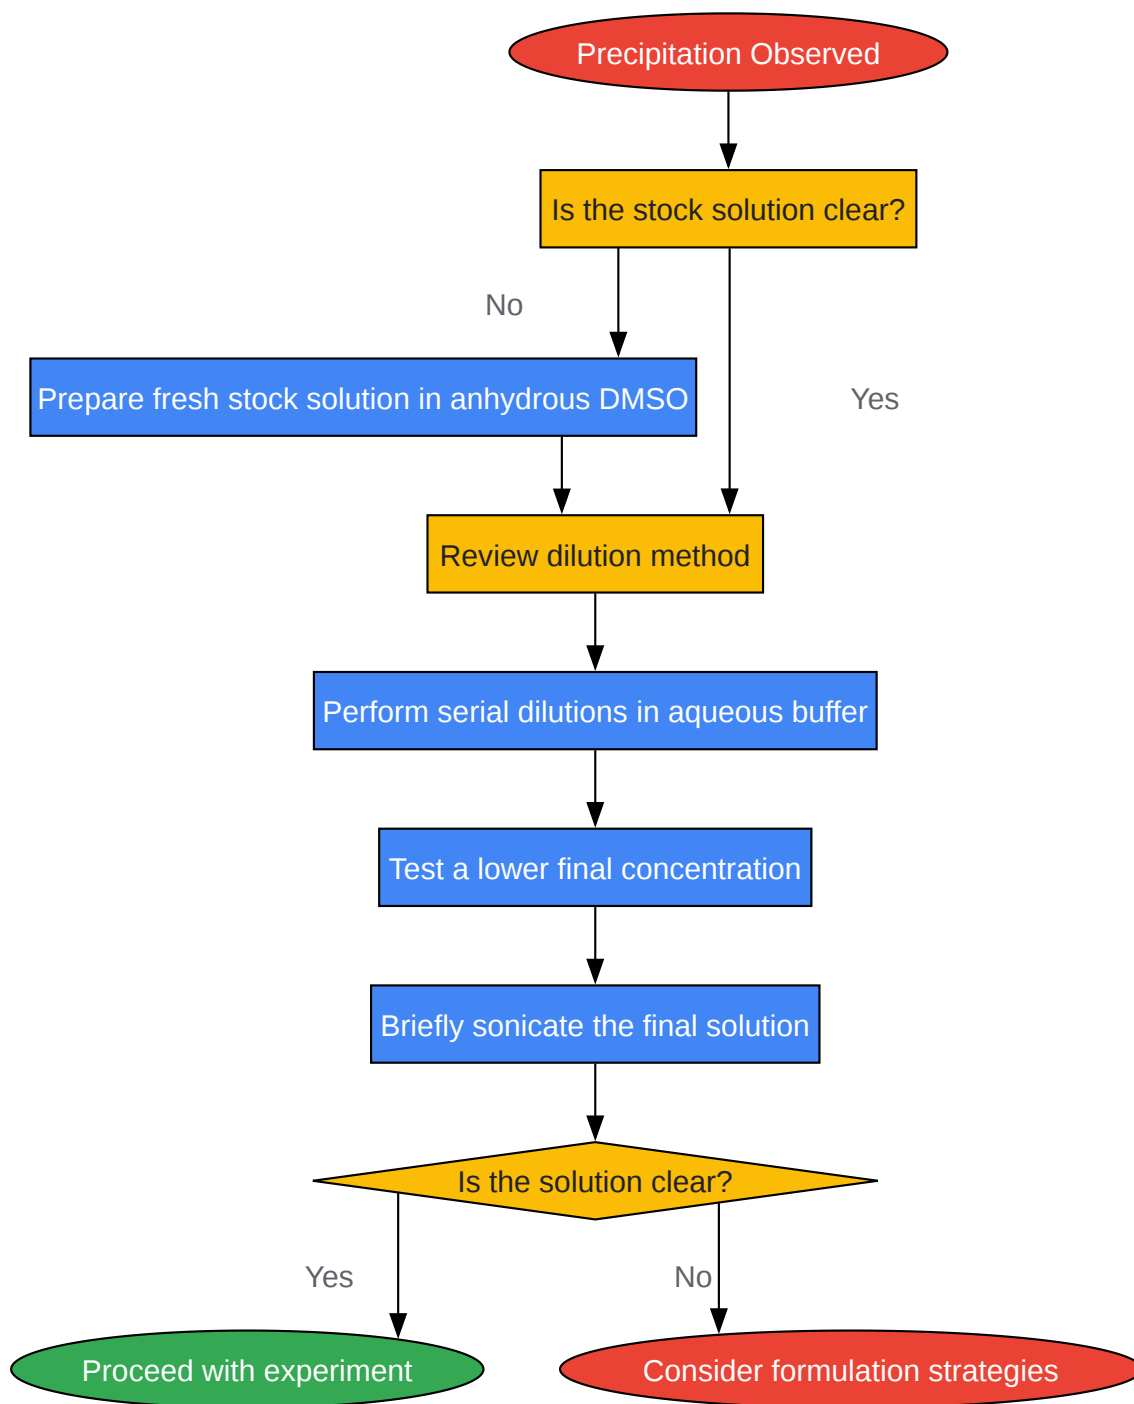 Precipitation Observed
Is the stock solution clear?
No
Prepare fresh stock solution in anhydrous DMSO
Yes
Review dilution method
Perform serial dilutions in aqueous buffer
Test a lower final concentration
Briefly sonicate the final solution
Is the solution clear?
Yes
No
Proceed with experiment
Consider formulation strategies